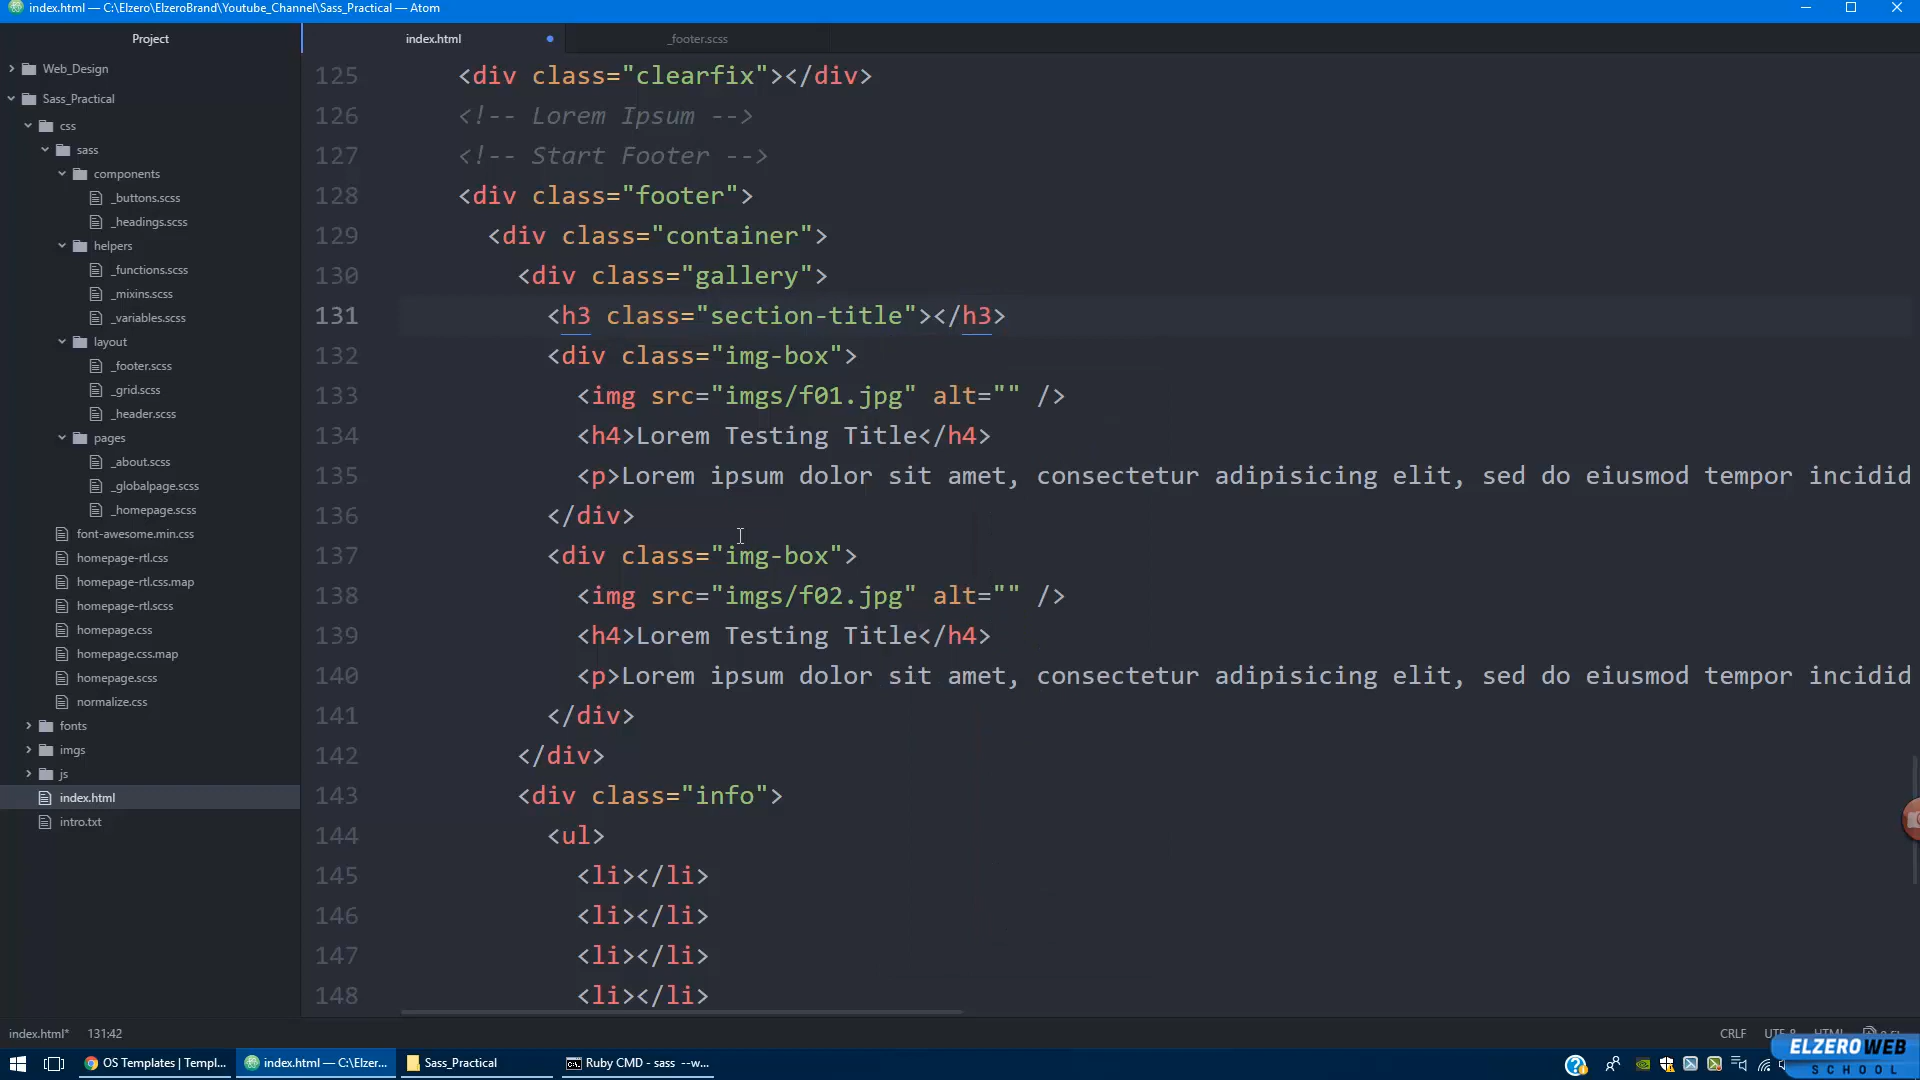 index.html — C:\Elzero\ElzeroBrand\Youtube_Channel\Sass_Practical — Atom
Project
index.html
_footer.scss
Web_Design
Sass_Practical
css
sass
components
_buttons.scss
_headings.scss
helpers
_functions.scss
_mixins.scss
_variables.scss
layout
_footer.scss
_grid.scss
_header.scss
pages
_about.scss
_globalpage.scss
_homepage.scss
font-awesome.min.css
homepage-rtl.css
homepage-rtl.css.map
homepage-rtl.scss
homepage.css
homepage.css.map
homepage.scss
normalize.css
fonts
imgs
js
index.html
intro.txt
125 <div class="clearfix"></div>
126 <!-- Lorem Ipsum -->
127 <!-- Start Footer -->
128 <div class="footer">
129 <div class="container">
130 <div class="gallery">
131 <h3 class="section-title"></h3>
132 <div class="img-box">
133 <img src="imgs/f01.jpg" alt="" />
134 <h4>Lorem Testing Title</h4>
135 <p>Lorem ipsum dolor sit amet, consectetur adipisicing elit, sed do eiusmod tempor incidid
136 </div>
137 <div class="img-box">
138 <img src="imgs/f02.jpg" alt="" />
139 <h4>Lorem Testing Title</h4>
140 <p>Lorem ipsum dolor sit amet, consectetur adipisicing elit, sed do eiusmod tempor incidid
141 </div>
142 </div>
143 <div class="info">
144 <ul>
145 <li></li>
146 <li></li>
147 <li></li>
148 <li></li>
index.html* 131:42
CRLF UTF-8 HTML
OS Templates | Templ...
index.html — C:\Elzer...
Sass_Practical
Ruby CMD - sass --w...
ELZEROWEB
SCHOOL